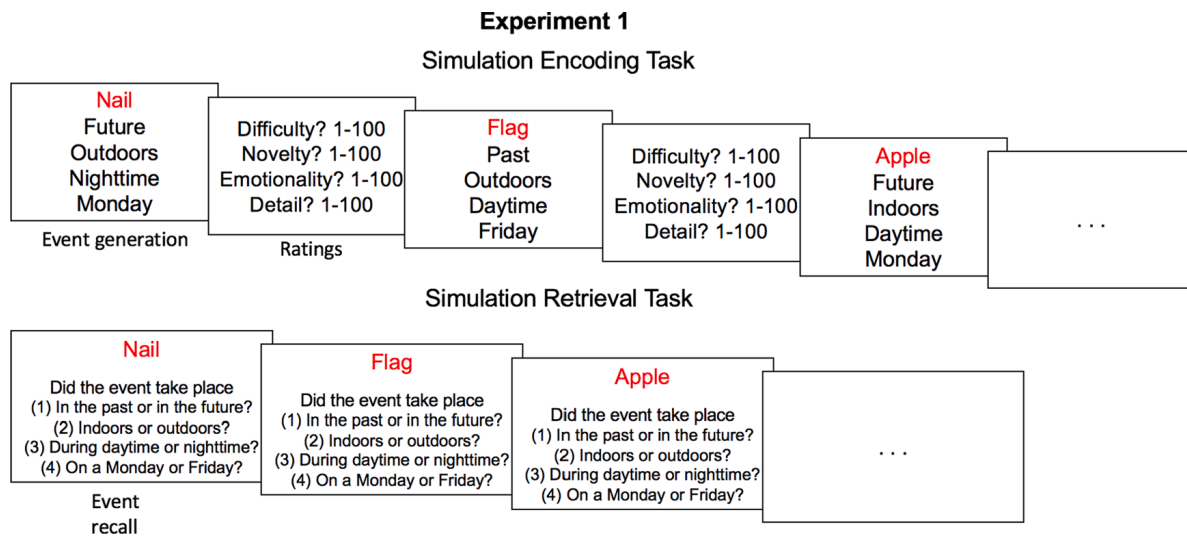 Experiment 1
Simulation Encoding Task
Nail
Future
Outdoors
Nighttime
Monday
Event generation
Difficulty? 1-100
Novelty? 1-100
Emotionality? 1-100
Detail? 1-100
Ratings
Flag
Past
Outdoors
Daytime
Friday
Difficulty? 1-100
Novelty? 1-100
Emotionality? 1-100
Detail? 1-100
Apple
Future
Indoors
Daytime
Monday
. . .
Simulation Retrieval Task
Nail
Did the event take place
(1) In the past or in the future?
(2) Indoors or outdoors?
(3) During daytime or nighttime?
(4) On a Monday or Friday?
Event
recall
Flag
Did the event take place
(1) In the past or in the future?
(2) Indoors or outdoors?
(3) During daytime or nighttime?
(4) On a Monday or Friday?
Apple
Did the event take place
(1) In the past or in the future?
(2) Indoors or outdoors?
(3) During daytime or nighttime?
(4) On a Monday or Friday?
. . .